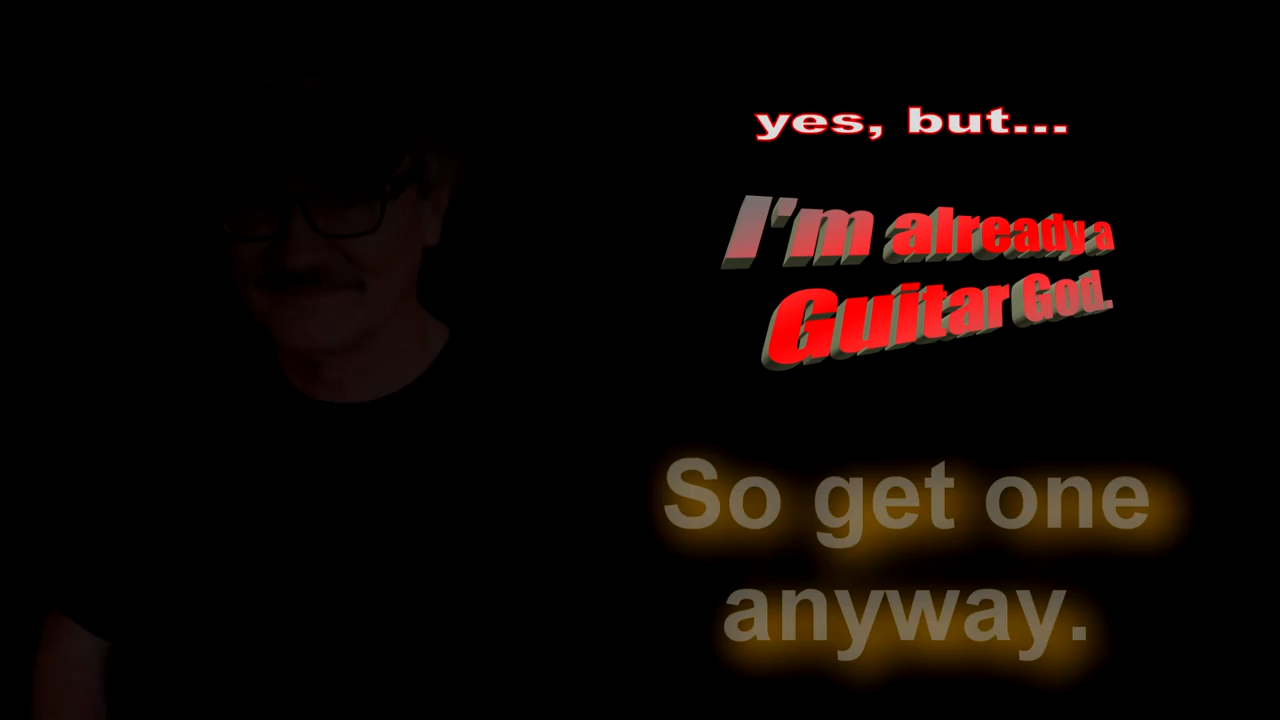 yes, but...
I'm already a
Guitar God.
So get one
anyway.